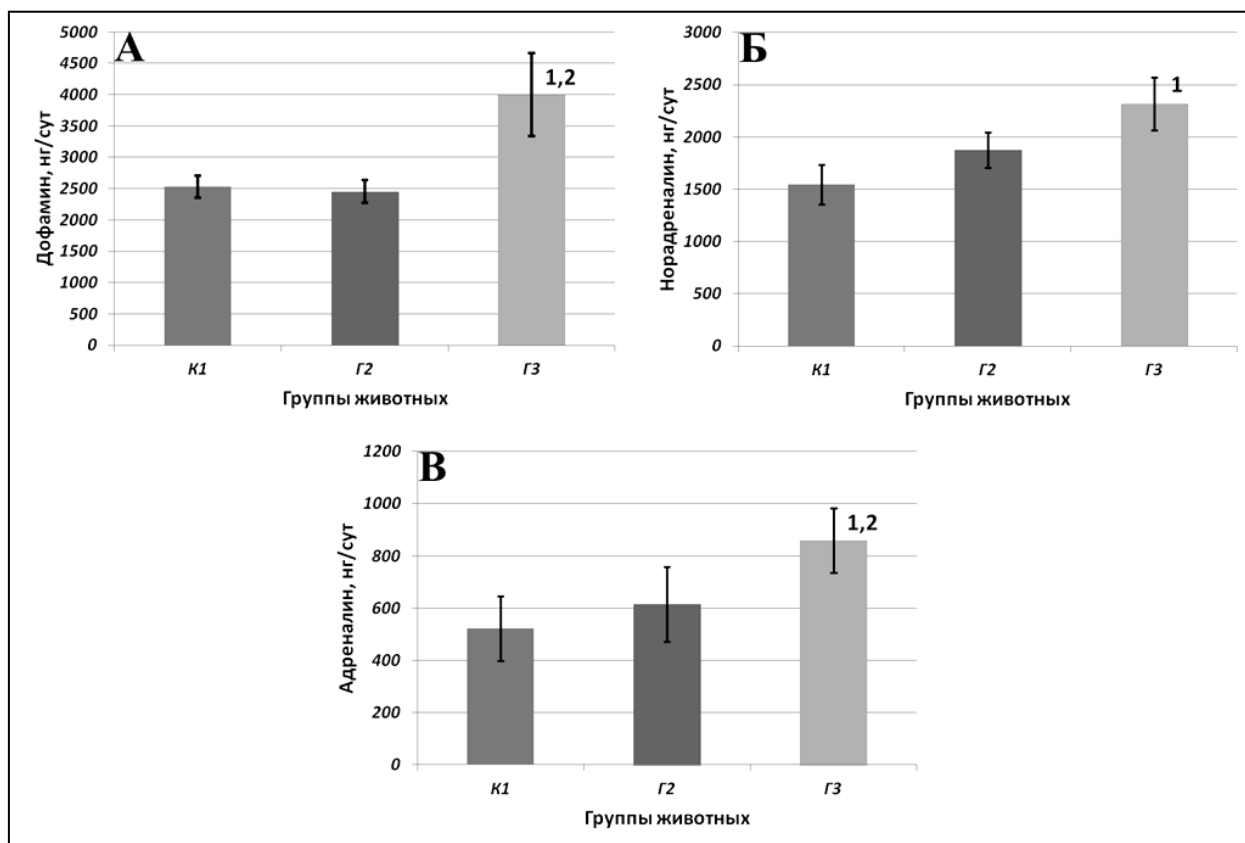 А
Дофамин, нг/сут
5000
4500
4000
3500
3000
2500
2000
1500
1000
500
0
1,2
К1
Г2
Г3
Группы животных
Б
Норадреналин, нг/сут
3000
2500
2000
1500
1000
500
0
1
К1
Г2
Г3
Группы животных
В
Адреналин, нг/сут
1200
1000
800
600
400
200
0
1,2
К1
Г2
Г3
Группы животных